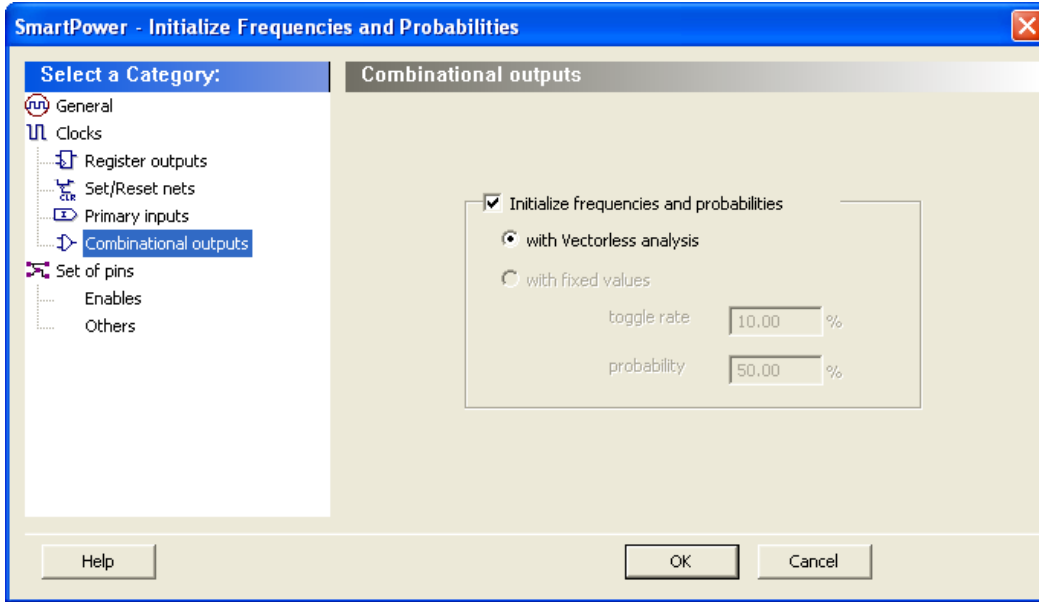 SmartPower - Initialize Frequencies and Probabilities
Select a Category:
General
Clocks
Register outputs
CLR
Set/Reset nets
Primary inputs
Combinational outputs
Set of pins
Enables
Others
Combinational outputs
Initialize frequencies and probabilities
with Vectorless analysis
with fixed values
toggle rate 10.00 %
probability 50.00 %
Help OK Cancel